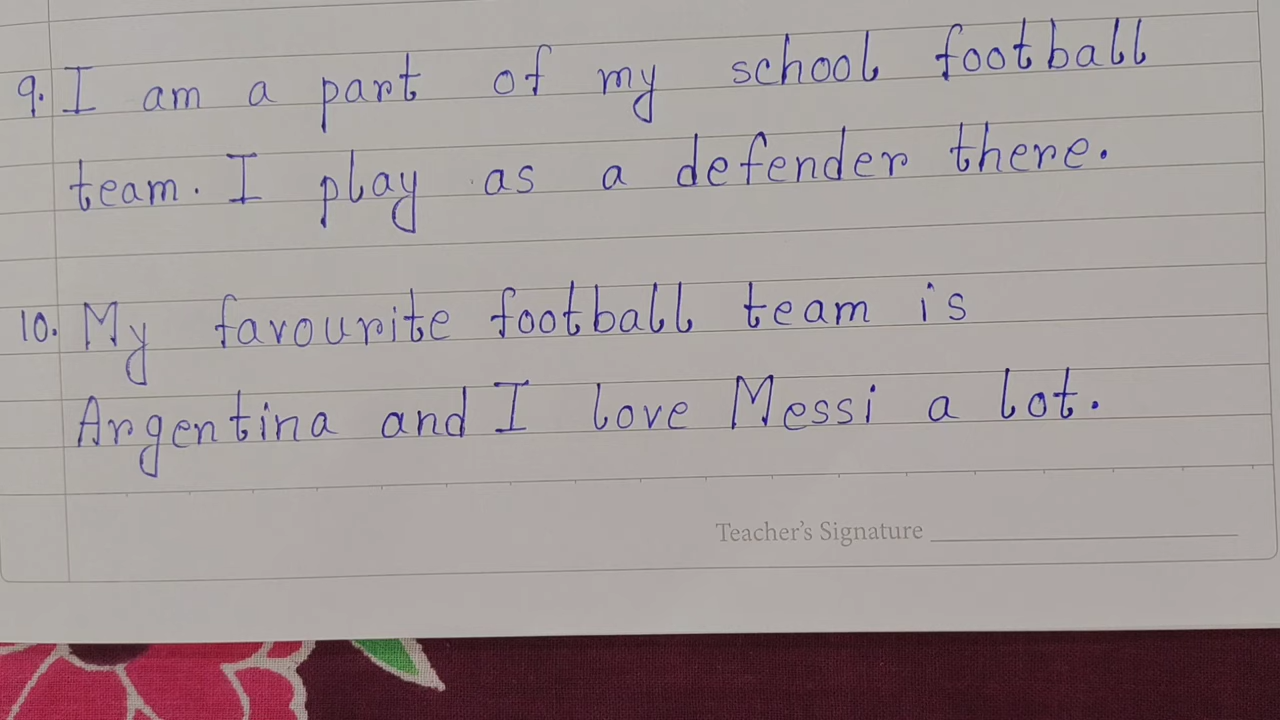 9. I am a part of my school football
team. I play as a defender there.
10. My favourite football team is
Argentina and I love Messi a lot.
Teacher's Signature